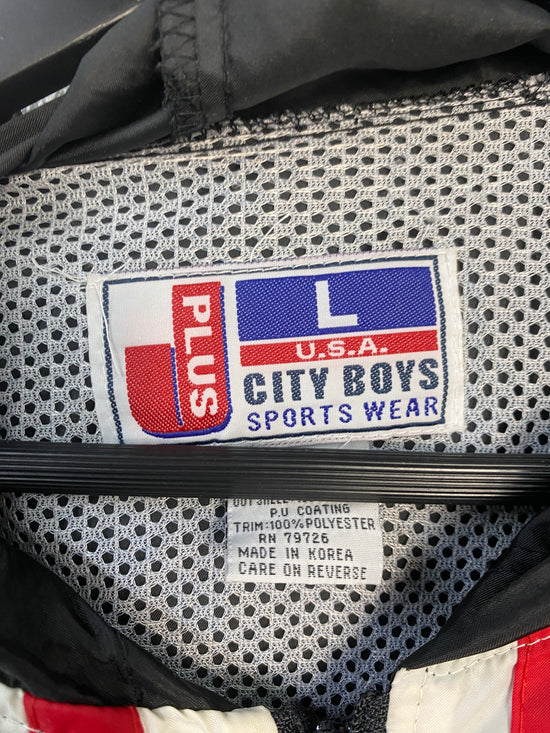 PLUS
L
U.S.A.
CITY BOYS
SPORTS WEAR
P.U COATING
TRIM:100%POLYESTER
RN 79726
MADE IN KOREA
CARE ON REVERSE